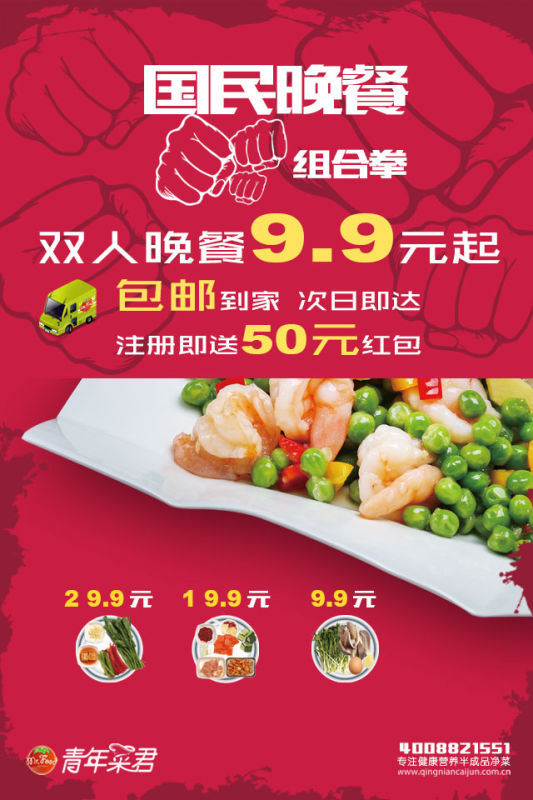 国民晚餐
组合拳
双人晚餐9.9元起
包邮到家 次日即达
注册即送50元红包
29.9元 19.9元 9.9元
Mr.Food 青年菜君
4008821551
专注健康营养半成品净菜
www.qingniancaijun.com